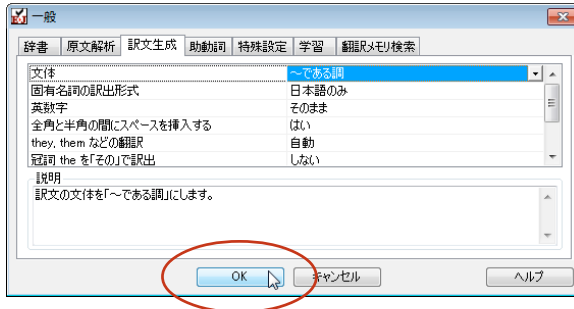 EJ 一般
辞書 原文解析 訳文生成 助動詞 特殊設定 学習 翻訳メモリ検索
文体 ～である調
固有名詞の訳出形式 日本語のみ
英数字 そのまま
全角と半角の間にスペースを挿入する はい
they, them などの翻訳 自動
冠詞 the を「その」で訳出 しない
説明
訳文の文体を「～である調」にします。
OK キャンセル ヘルプ